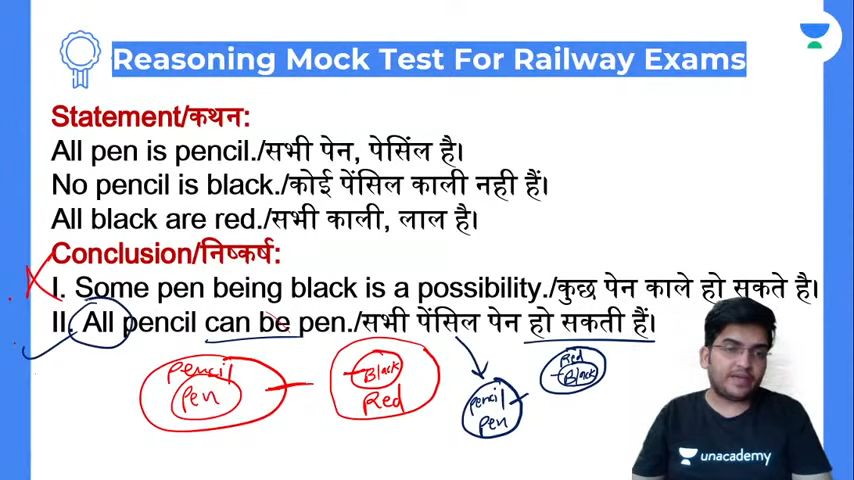 Reasoning Mock Test For Railway Exams
Statement/कथन:
All pen is pencil./सभी पेन, पेसिंल है।
No pencil is black./कोई पेंसिल काली नही हैं।
All black are red./सभी काली, लाल है।
Conclusion/निष्कर्ष:
I. Some pen being black is a possibility./कुछ पेन काले हो सकते है।
II. All pencil can be pen./सभी पेंसिल पेन हो सकती हैं।
pencil
pen
Black
Red
pencil
pen
Red
Black
unacademy